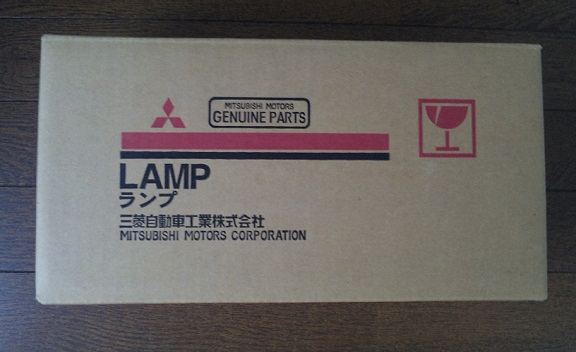 MITSUBISHI MOTORS
GENUINE PARTS
LAMP
ランプ
三菱自動車工業株式会社
MITSUBISHI MOTORS CORPORATION